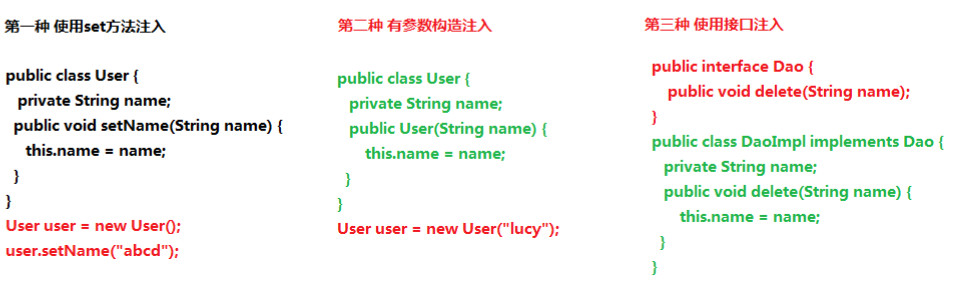 第一种 使用set方法注入
public class User {
private String name;
public void setName(String name) {
this.name = name;
}
}
User user = new User();
user.setName("abcd");
第二种 有参数构造注入
public class User {
private String name;
public User(String name) {
this.name = name;
}
}
User user = new User("lucy");
第三种 使用接口注入
public interface Dao {
public void delete(String name);
}
public class DaoImpl implements Dao {
private String name;
public void delete(String name) {
this.name = name;
}
}